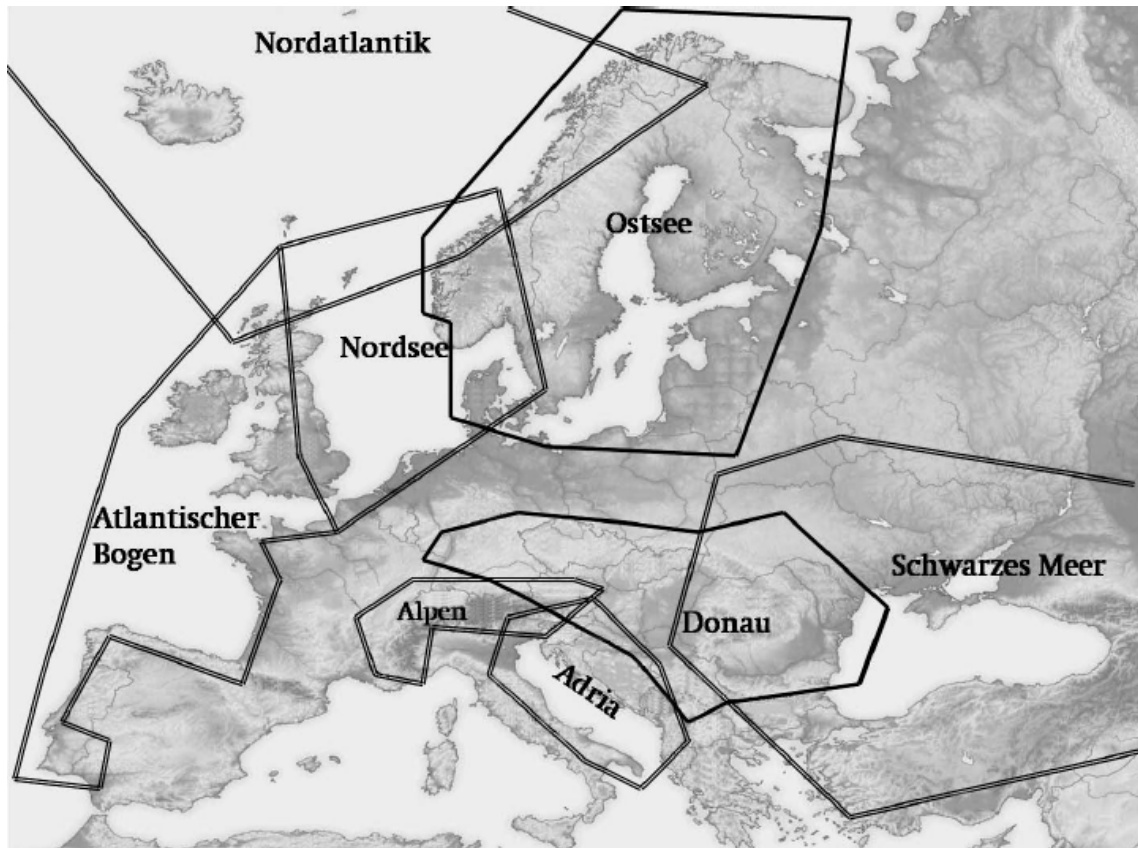 Nordatlantik
Ostsee
Nordsee
Atlantischer
Bogen
Schwarzes Meer
Alpen
Donau
Adria